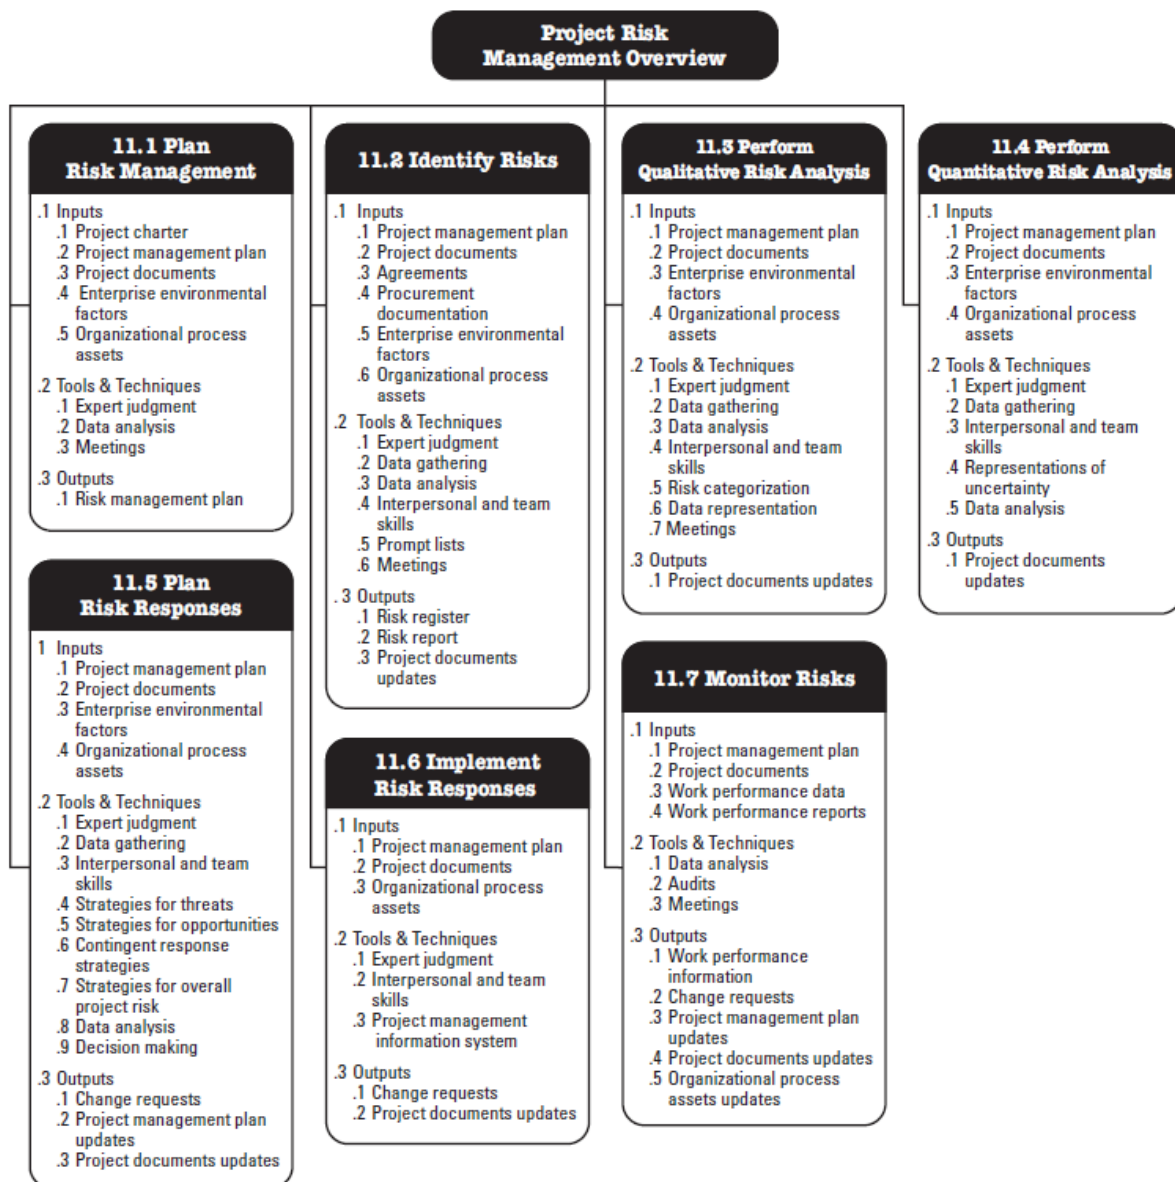 Project Risk
Management Overview
11.1 Plan
Risk Management
.1 Inputs
.1 Project charter
.2 Project management plan
.3 Project documents
.4 Enterprise environmental
factors
.5 Organizational process
assets
.2 Tools & Techniques
.1 Expert judgment
.2 Data analysis
.3 Meetings
.3 Outputs
.1 Risk management plan
11.2 Identify Risks
.1 Inputs
.1 Project management plan
.2 Project documents
.3 Agreements
.4 Procurement
documentation
.5 Enterprise environmental
factors
.6 Organizational process
assets
.2 Tools & Techniques
.1 Expert judgment
.2 Data gathering
.3 Data analysis
.4 Interpersonal and team
skills
.5 Prompt lists
.6 Meetings
.3 Outputs
.1 Risk register
.2 Risk report
.3 Project documents
updates
11.3 Perform
Qualitative Risk Analysis
.1 Inputs
.1 Project management plan
.2 Project documents
.3 Enterprise environmental
factors
.4 Organizational process
assets
.2 Tools & Techniques
.1 Expert judgment
.2 Data gathering
.3 Data analysis
.4 Interpersonal and team
skills
.5 Risk categorization
.6 Data representation
.7 Meetings
.3 Outputs
.1 Project documents updates
11.4 Perform
Quantitative Risk Analysis
.1 Inputs
.1 Project management plan
.2 Project documents
.3 Enterprise environmental
factors
.4 Organizational process
assets
.2 Tools & Techniques
.1 Expert judgment
.2 Data gathering
.3 Interpersonal and team
skills
.4 Representations of
uncertainty
.5 Data analysis
.3 Outputs
.1 Project documents
updates
11.5 Plan
Risk Responses
1 Inputs
.1 Project management plan
.2 Project documents
.3 Enterprise environmental
factors
.4 Organizational process
assets
.2 Tools & Techniques
.1 Expert judgment
.2 Data gathering
.3 Interpersonal and team
skills
.4 Strategies for threats
.5 Strategies for opportunities
.6 Contingent response
strategies
.7 Strategies for overall
project risk
.8 Data analysis
.9 Decision making
.3 Outputs
.1 Change requests
.2 Project management plan
updates
.3 Project documents updates
11.6 Implement
Risk Responses
.1 Inputs
.1 Project management plan
.2 Project documents
.3 Organizational process
assets
.2 Tools & Techniques
.1 Expert judgment
.2 Interpersonal and team
skills
.3 Project management
information system
.3 Outputs
.1 Change requests
.2 Project documents updates
11.7 Monitor Risks
.1 Inputs
.1 Project management plan
.2 Project documents
.3 Work performance data
.4 Work performance reports
.2 Tools & Techniques
.1 Data analysis
.2 Audits
.3 Meetings
.3 Outputs
.1 Work performance
information
.2 Change requests
.3 Project management plan
updates
.4 Project documents updates
.5 Organizational process
assets updates